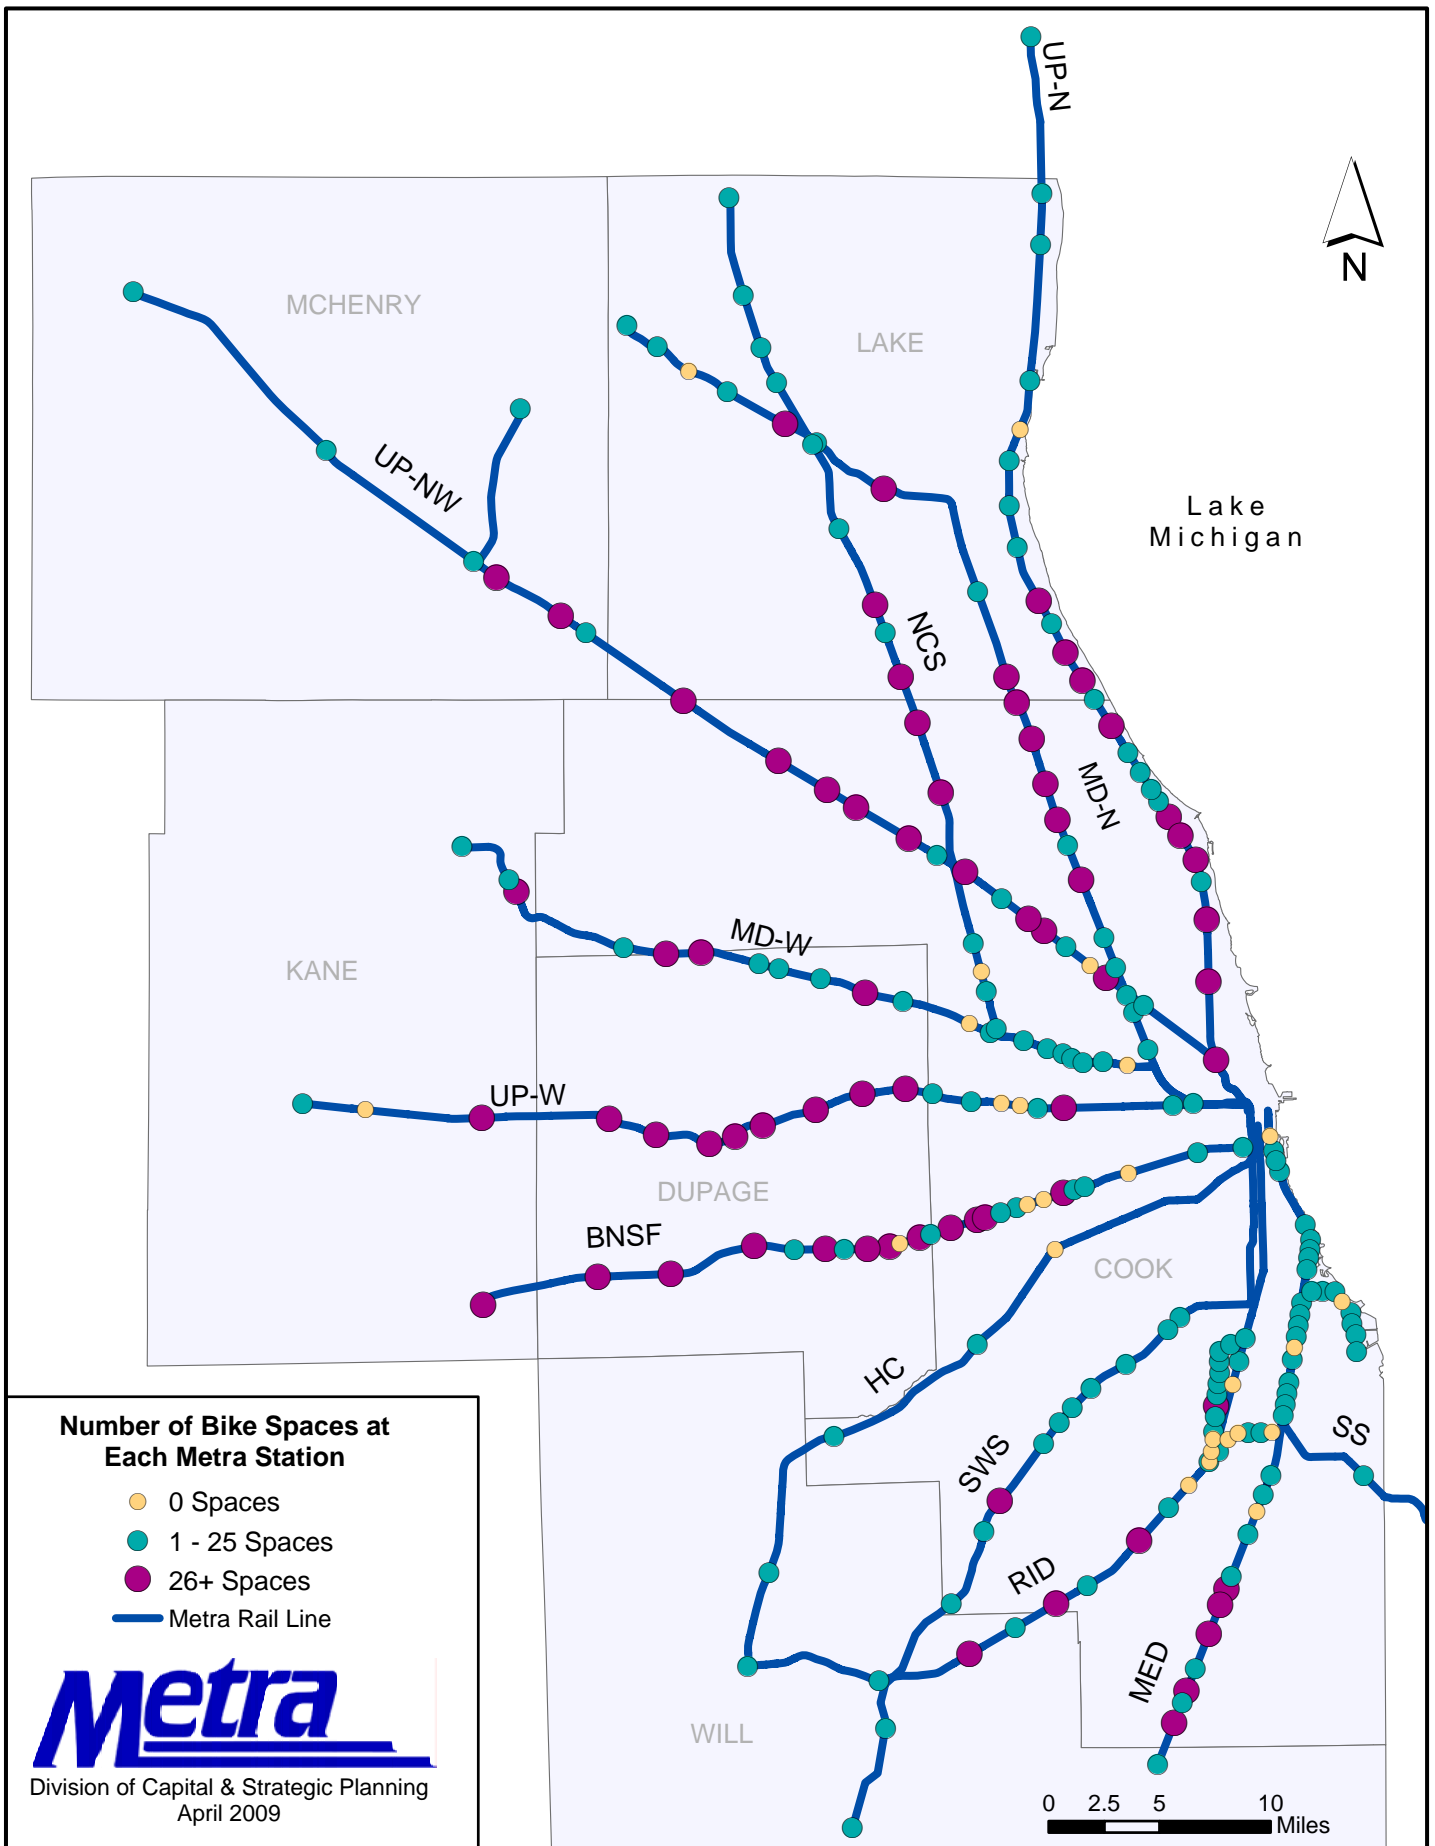 UP-N
N
MCHENRY
LAKE
UP-NW
Lake
Michigan
NCS
MD-N
MD-W
KANE
UP-W
DUPAGE
BNSF
COOK
HC
SS
SWS
RID
MED
WILL
Number of Bike Spaces at
Each Metra Station
0 Spaces
1 - 25 Spaces
26+ Spaces
Metra Rail Line
Metra
Division of Capital & Strategic Planning
April 2009
0 2.5 5 10
Miles